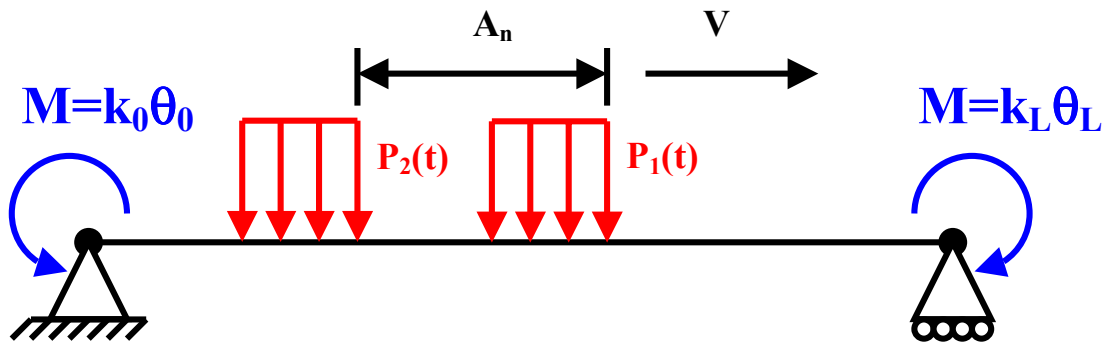 Aₙ
V
M=k₀θ₀
P₂(t)
P₁(t)
M=k_Lθ_L